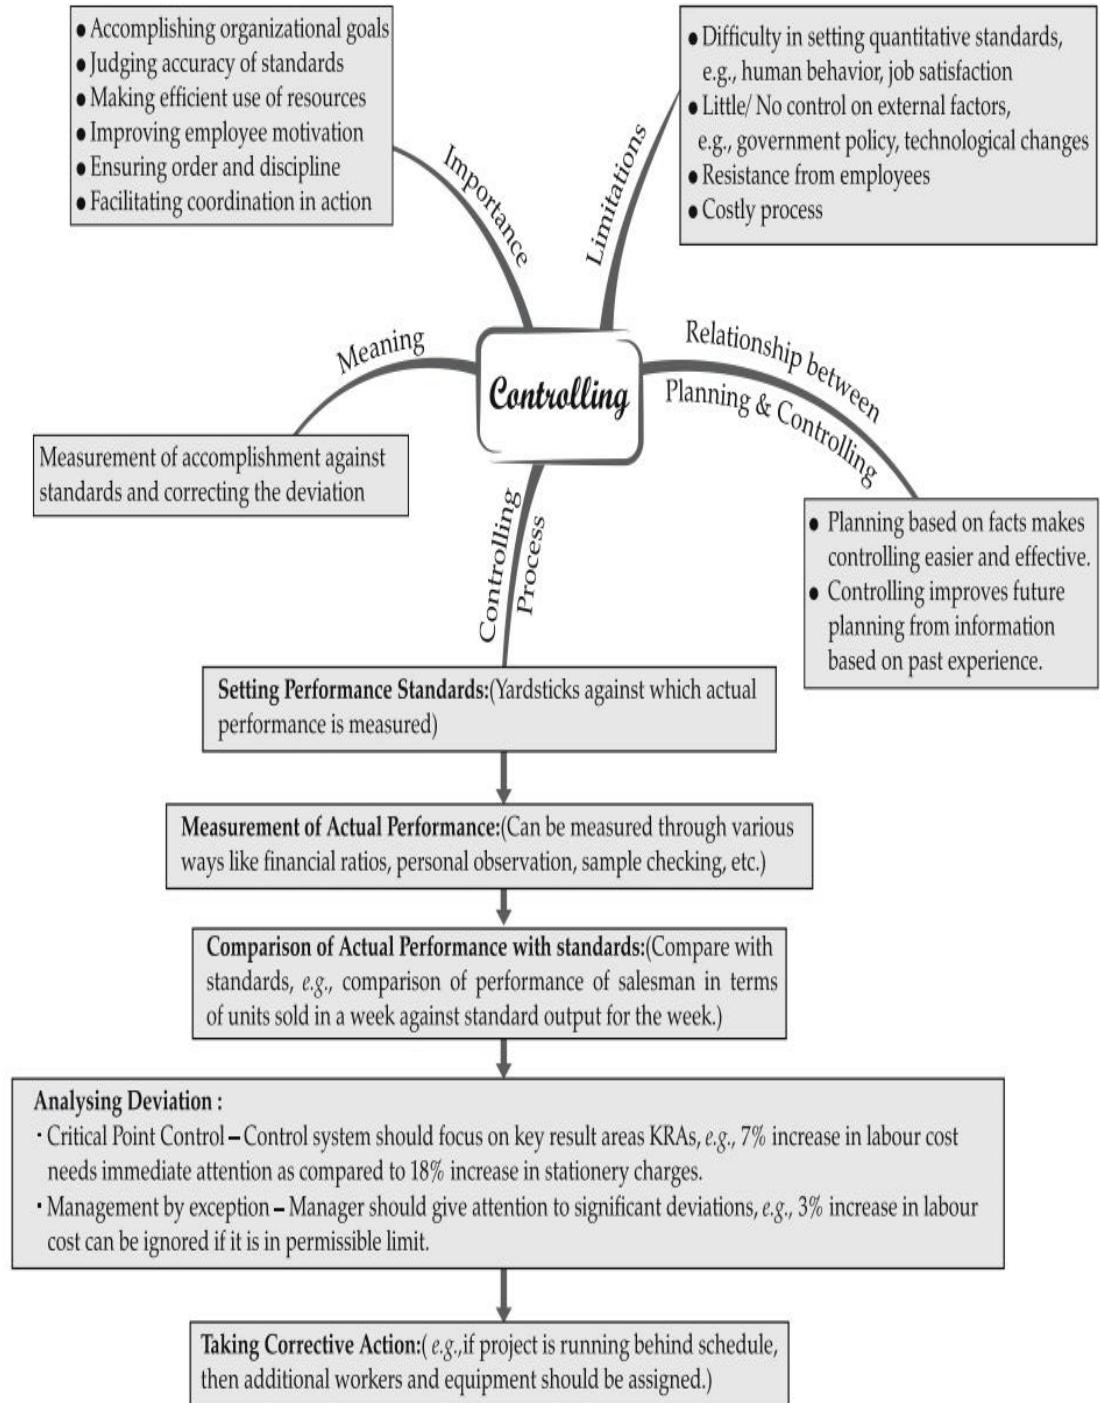 ● Accomplishing organizational goals
● Judging accuracy of standards
● Making efficient use of resources
● Improving employee motivation
● Ensuring order and discipline
● Facilitating coordination in action
Importance
● Difficulty in setting quantitative standards,
e.g., human behavior, job satisfaction
● Little/ No control on external factors,
e.g., government policy, technological changes
● Resistance from employees
● Costly process
Limitations
Controlling
Meaning
Measurement of accomplishment against
standards and correcting the deviation
Relationship between
Planning & Controlling
● Planning based on facts makes
controlling easier and effective.
● Controlling improves future
planning from information
based on past experience.
Controlling
Process
Setting Performance Standards:(Yardsticks against which actual
performance is measured)
Measurement of Actual Performance:(Can be measured through various
ways like financial ratios, personal observation, sample checking, etc.)
Comparison of Actual Performance with standards:(Compare with
standards, e.g., comparison of performance of salesman in terms
of units sold in a week against standard output for the week.)
Analysing Deviation :
· Critical Point Control – Control system should focus on key result areas KRAs, e.g., 7% increase in labour cost
needs immediate attention as compared to 18% increase in stationery charges.
· Management by exception – Manager should give attention to significant deviations, e.g., 3% increase in labour
cost can be ignored if it is in permissible limit.
Taking Corrective Action:( e.g.,if project is running behind schedule,
then additional workers and equipment should be assigned.)